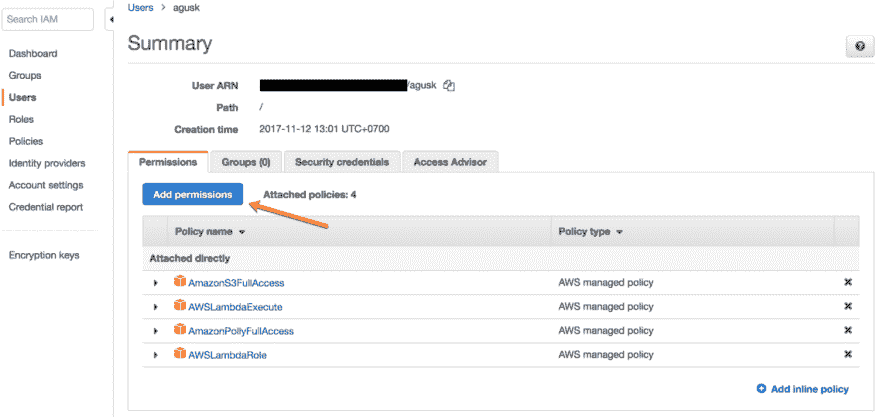 Users > agusk
Search IAM
Summary
Dashboard
Groups
Users
Roles
Policies
Identity providers
Account settings
Credential report
Encryption keys
User ARN /agusk
Path /
Creation time 2017-11-12 13:01 UTC+0700
Permissions Groups (0) Security credentials Access Advisor
Add permissions Attached policies: 4
Policy name Policy type
Attached directly
AmazonS3FullAccess AWS managed policy
AWSLambdaExecute AWS managed policy
AmazonPollyFullAccess AWS managed policy
AWSLambdaRole AWS managed policy
Add inline policy